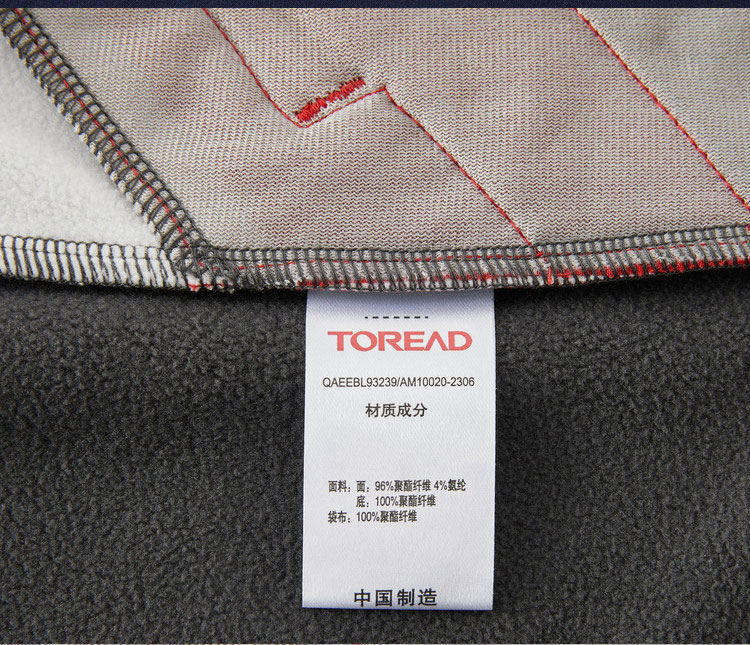 TOREAD
QAEEBL93239/AM10020-2306
材质成分
面料：面：96%聚酯纤维 4%氨纶
底：100%聚酯纤维
袋布：100%聚酯纤维
中国制造